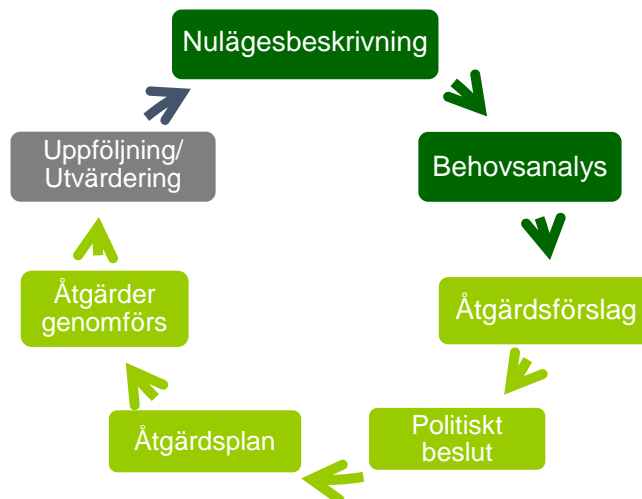 Nulägesbeskrivning
Behovsanalys
Åtgärdsförslag
Politiskt
beslut
Åtgärdsplan
Åtgärder
genomförs
Uppföljning/
Utvärdering